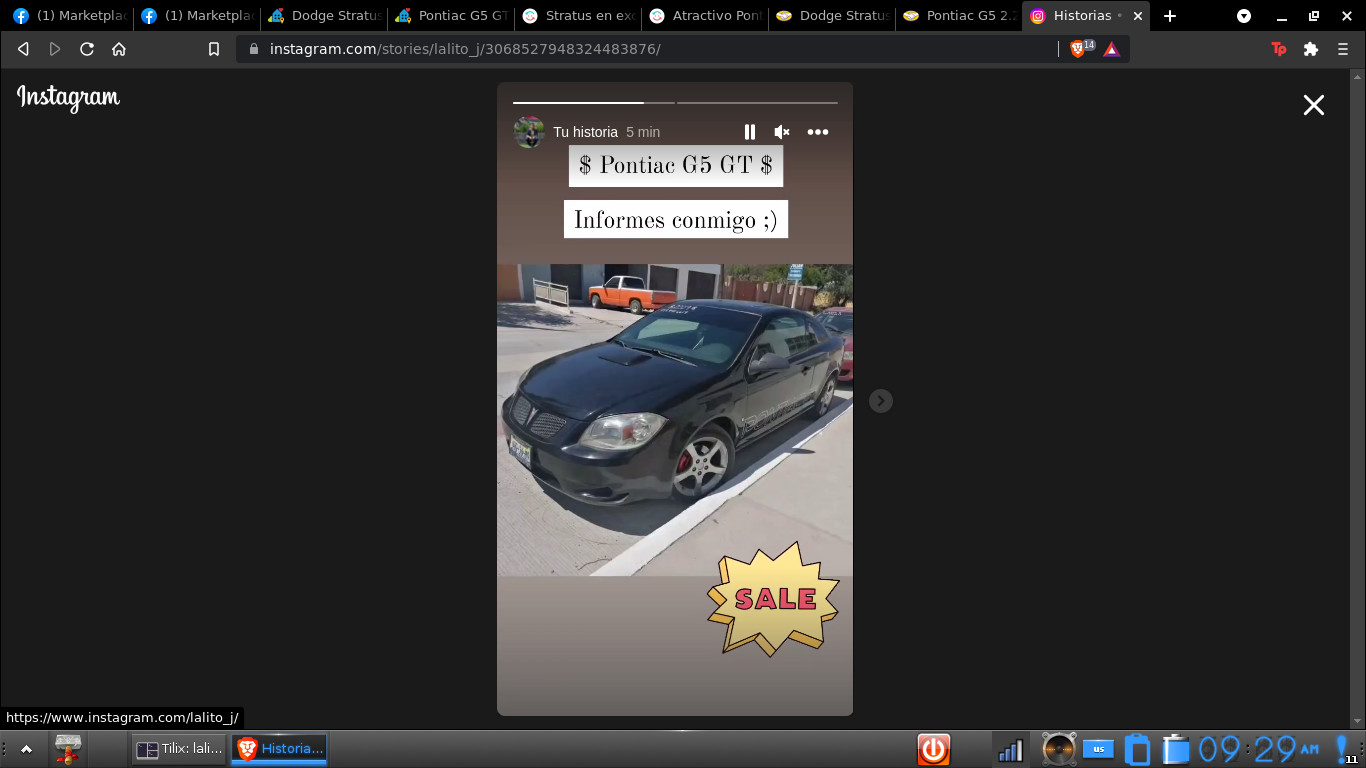 (1) Marketplac
(1) Marketplac
Dodge Stratus
Pontiac G5 GT
Stratus en exc
Atractivo Pont
Dodge Stratus
Pontiac G5 2.2
Historias •
instagram.com/stories/lalito_j/3068527948324483876/
14
Tp
Instagram
Tu historia 5 min
$ Pontiac G5 GT $
Informes conmigo ;)
SALE
https://www.instagram.com/lalito_j/
Tilix: lali...
Historia...
us
09:29 AM
11